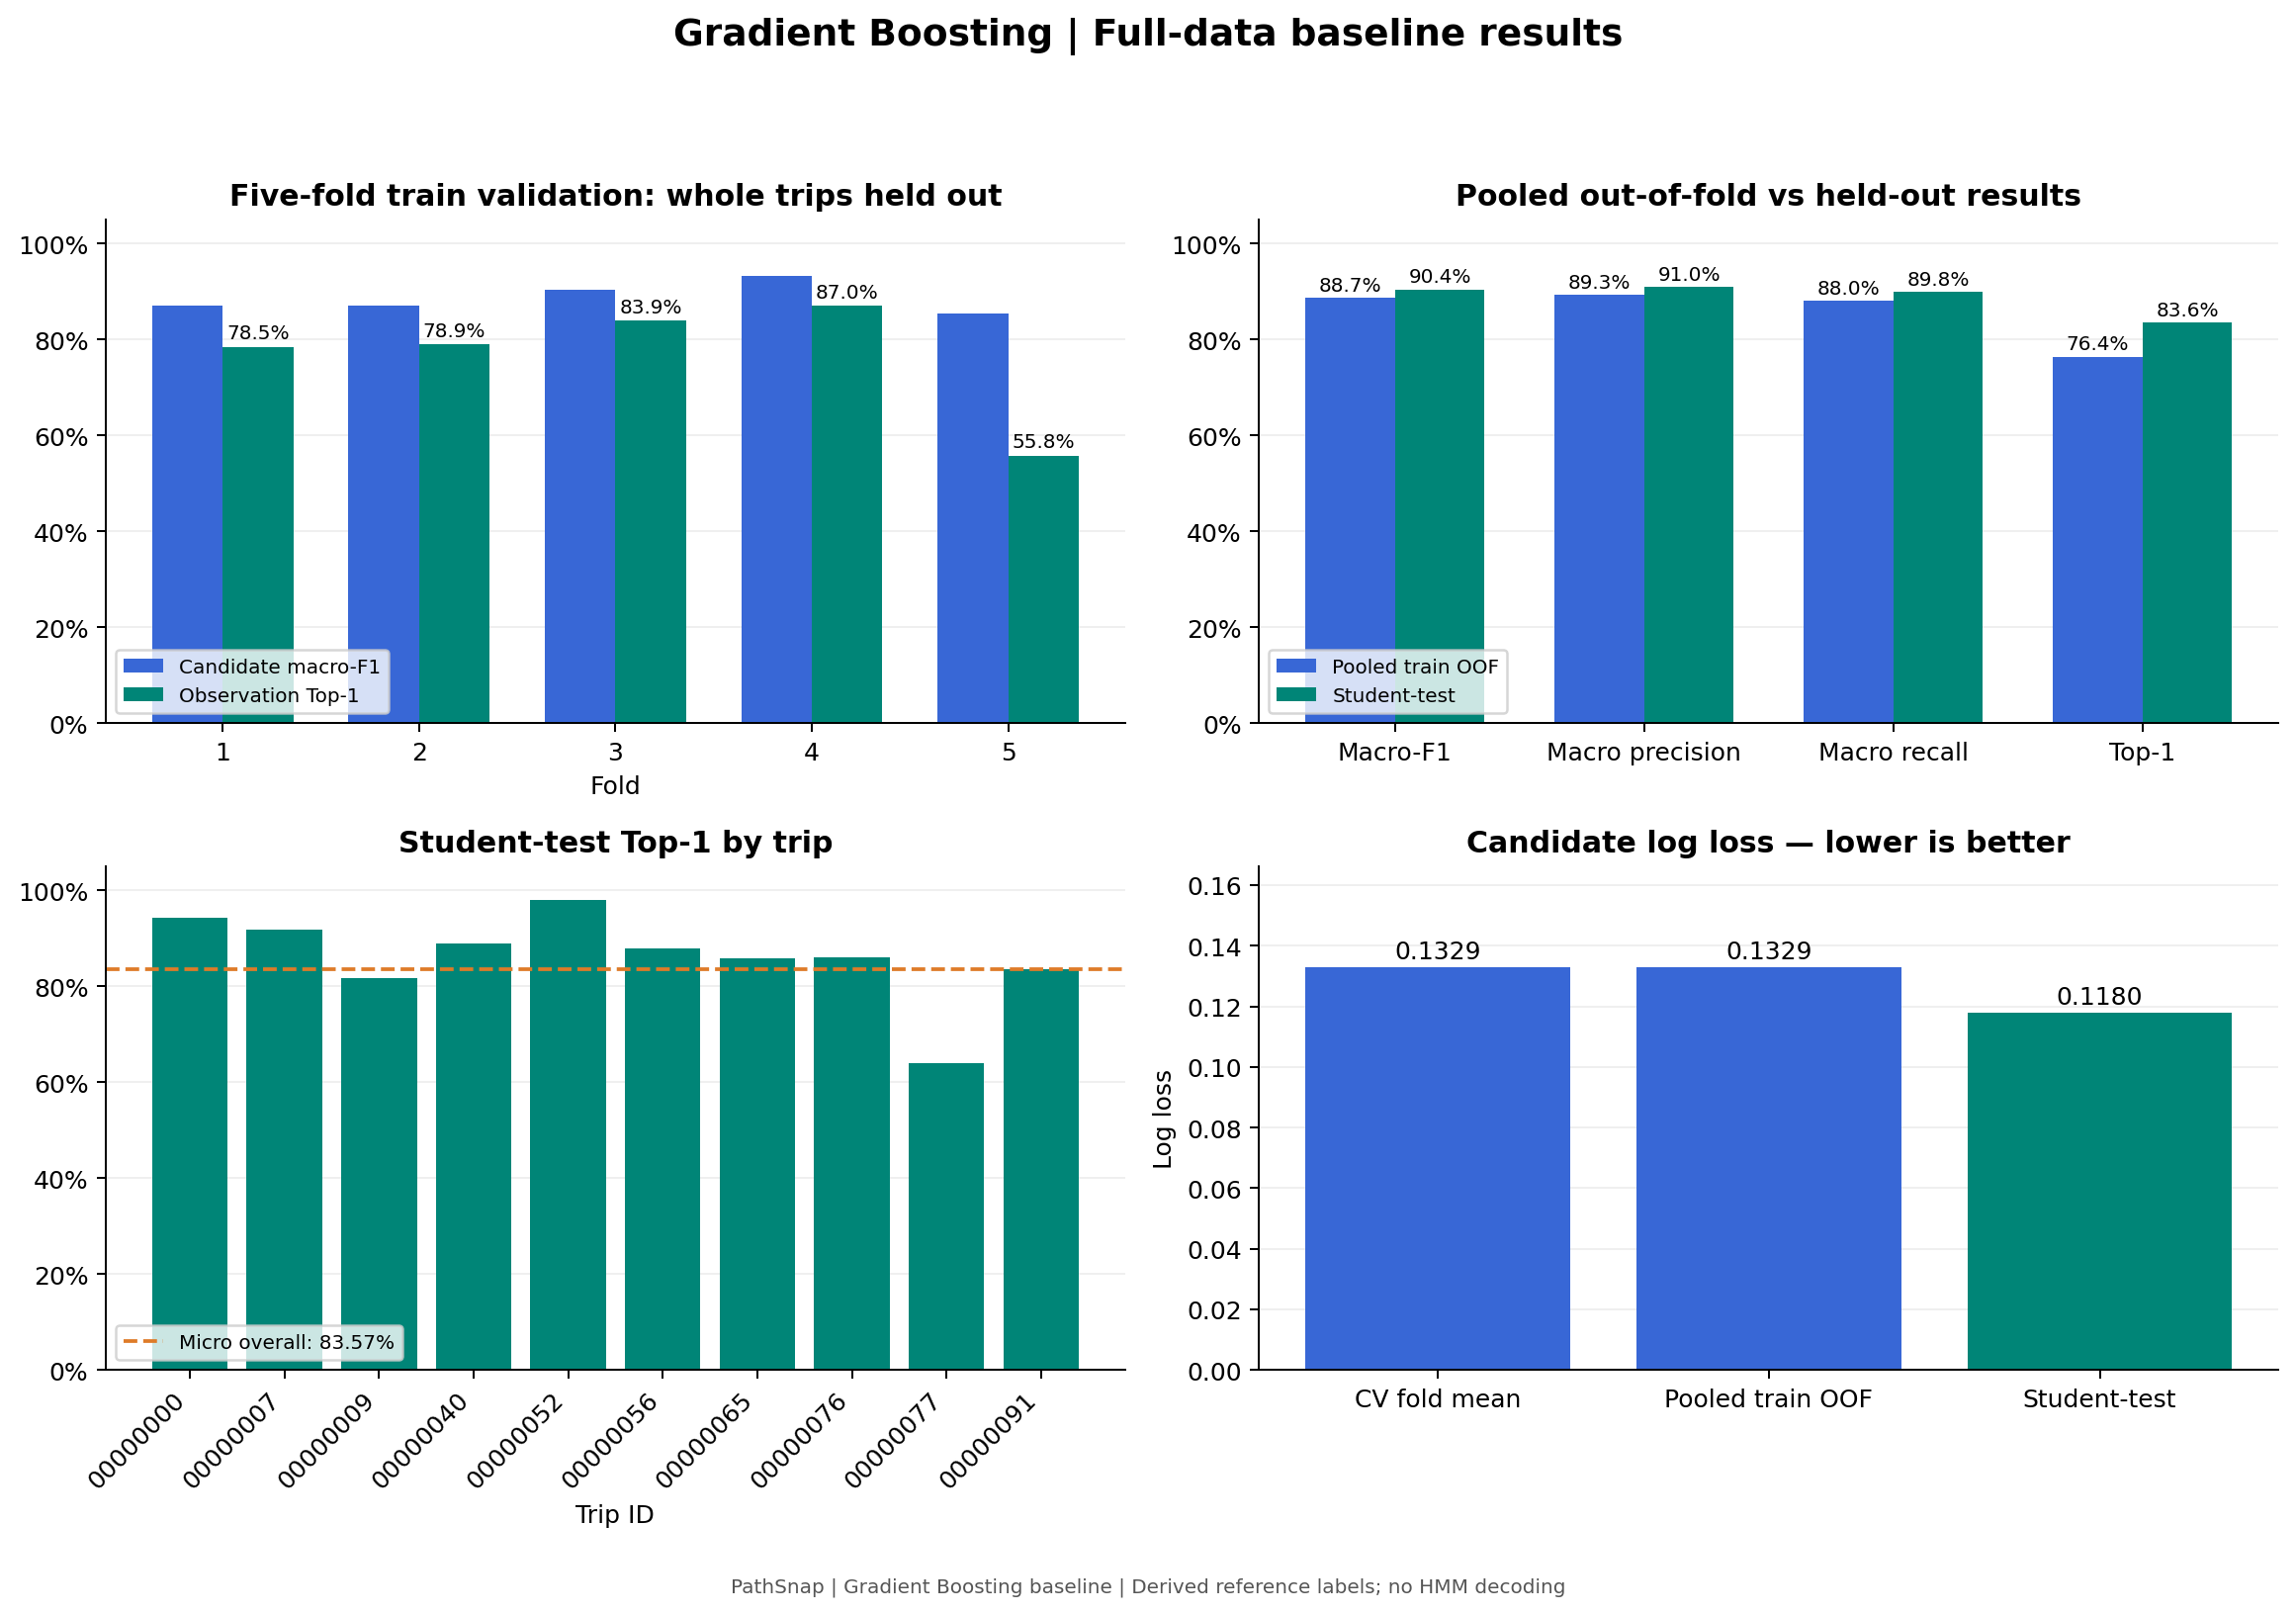 Gradient Boosting | Full-data baseline results
Five-fold train validation: whole trips held out
100%
80%
60%
40%
20%
0%
78.5%
78.9%
83.9%
87.0%
55.8%
Candidate macro-F1
Observation Top-1
1 2 3 4 5
Fold
Pooled out-of-fold vs held-out results
100%
80%
60%
40%
20%
0%
88.7% 90.4% 89.3% 91.0% 88.0% 89.8% 76.4% 83.6%
Pooled train OOF
Student-test
Macro-F1 Macro precision Macro recall Top-1
Student-test Top-1 by trip
100%
80%
60%
40%
20%
0%
Micro overall: 83.57%
00000000 00000007 00000009 00000040 00000052 00000056 00000065 00000076 00000077 00000091
Trip ID
Candidate log loss — lower is better
Log loss
0.16
0.14
0.12
0.10
0.08
0.06
0.04
0.02
0.00
0.1329 0.1329 0.1180
CV fold mean Pooled train OOF Student-test
PathSnap | Gradient Boosting baseline | Derived reference labels; no HMM decoding